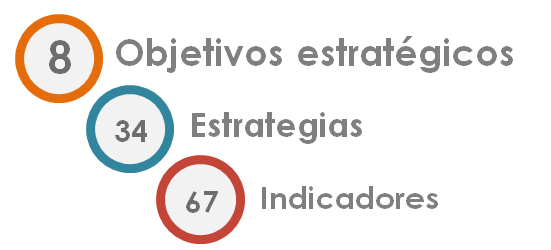 8 Objetivos estratégicos
34 Estrategias
67 Indicadores